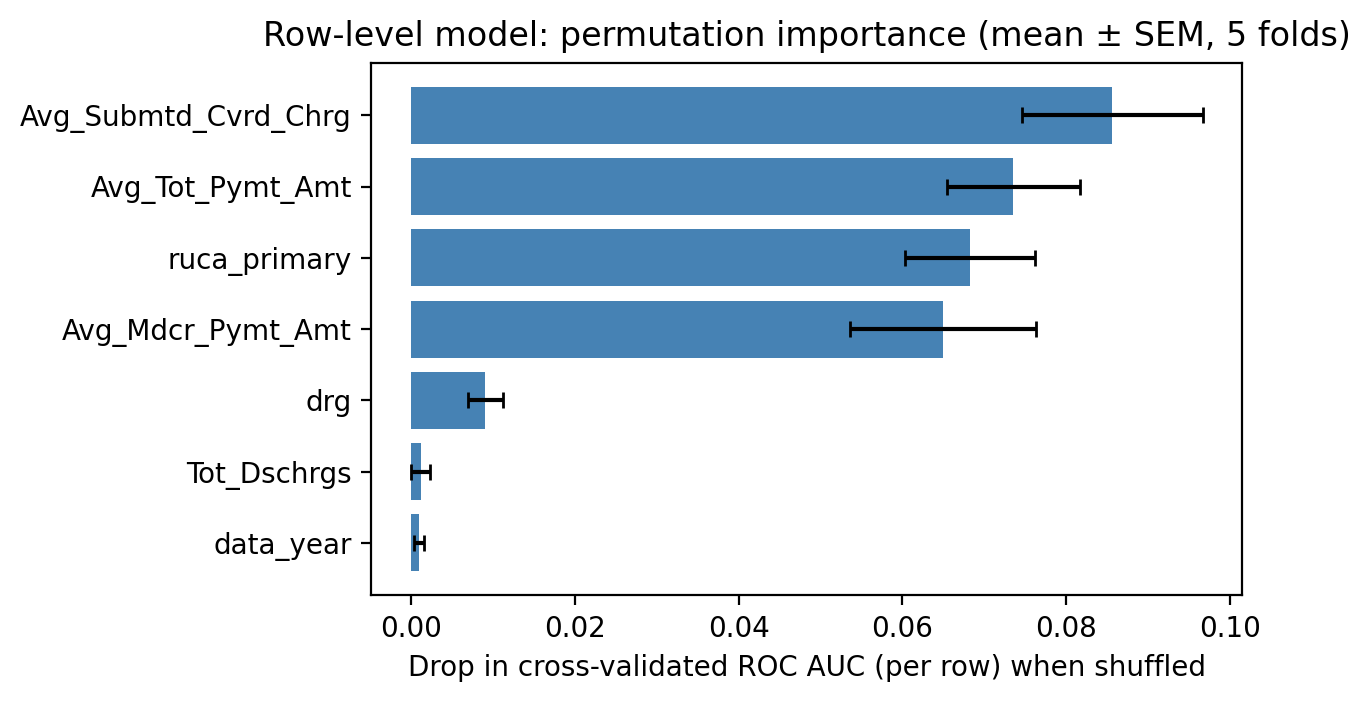 Row-level model: permutation importance (mean ± SEM, 5 folds)
Avg_Submtd_Cvrd_Chrg
Avg_Tot_Pymt_Amt
ruca_primary
Avg_Mdcr_Pymt_Amt
drg
Tot_Dschrgs
data_year
0.00 0.02 0.04 0.06 0.08 0.10
Drop in cross-validated ROC AUC (per row) when shuffled